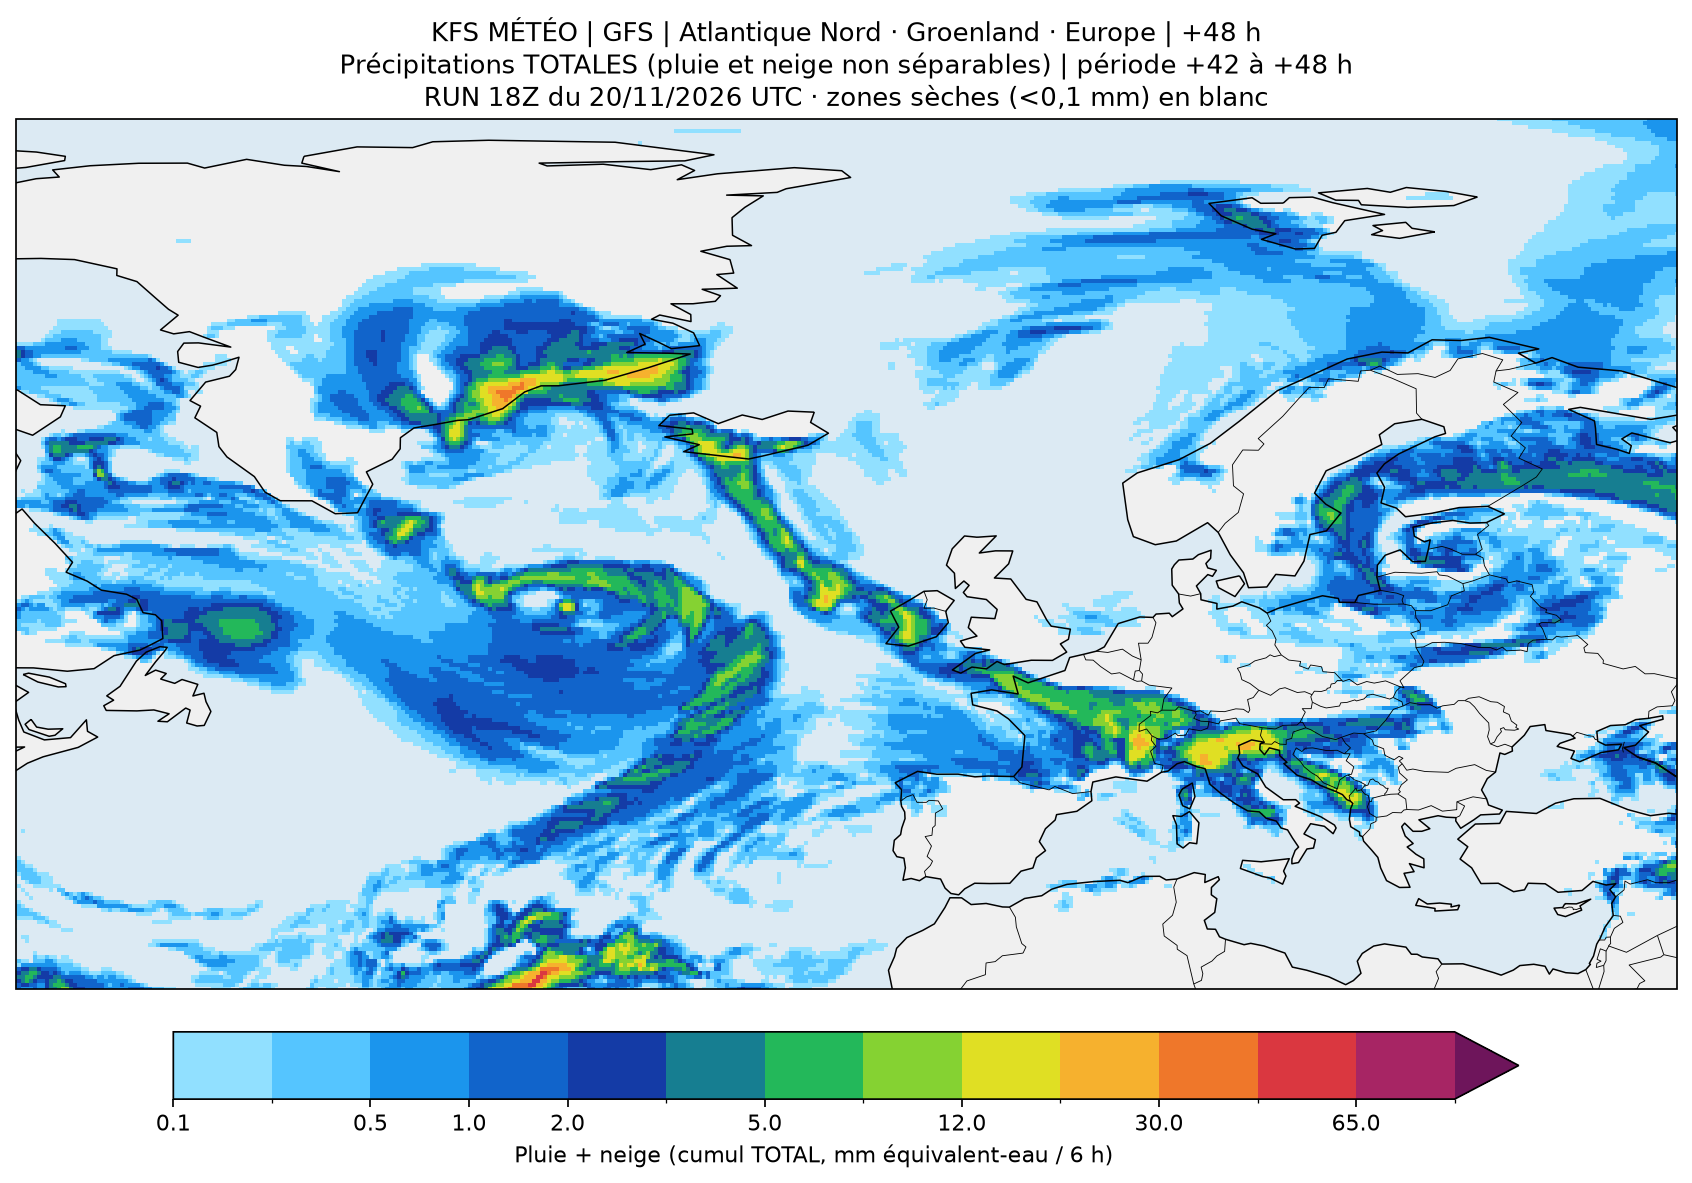 KFS MÉTÉO | GFS | Atlantique Nord · Groenland · Europe | +48 h
Précipitations TOTALES (pluie et neige non séparables) | période +42 à +48 h
RUN 18Z du 20/11/2026 UTC · zones sèches (<0,1 mm) en blanc
0.1 0.5 1.0 2.0 5.0 12.0 30.0 65.0
Pluie + neige (cumul TOTAL, mm équivalent-eau / 6 h)